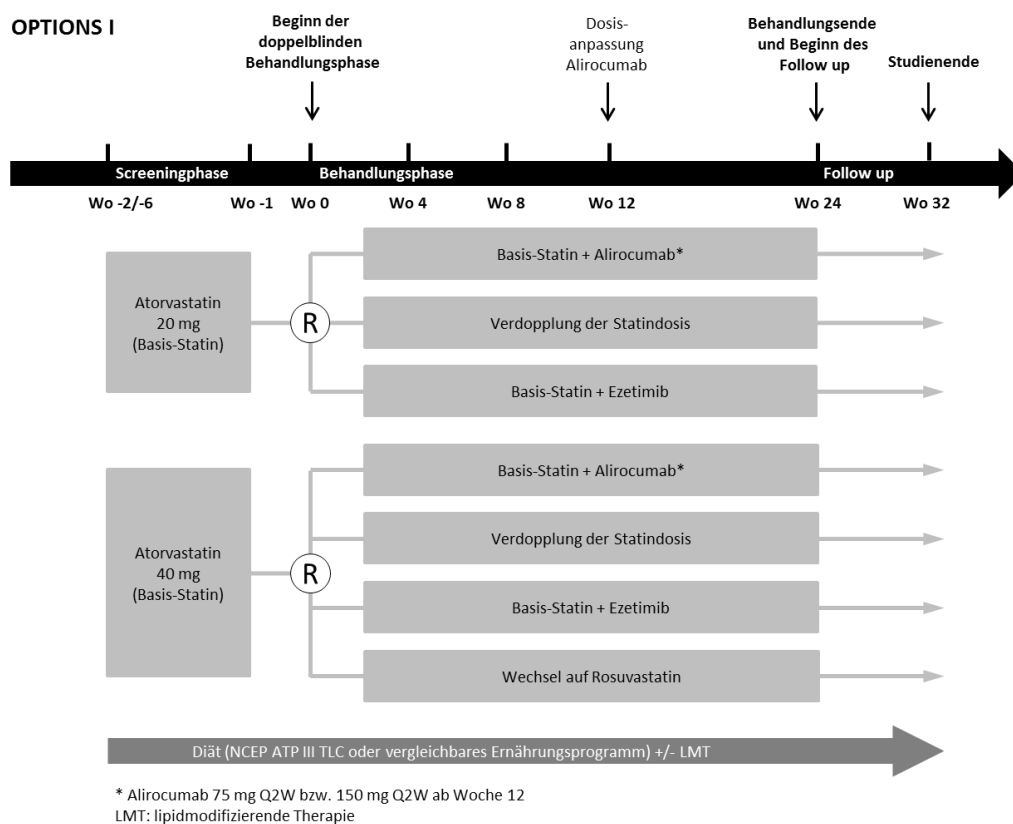 OPTIONS I
Beginn der
doppelblinden
Behandlungsphase
Dosis-
anpassung
Alirocumab
Behandlungsende
und Beginn des
Follow up
Studienende
Screeningphase
Behandlungsphase
Follow up
Wo -2/-6
Wo -1
Wo 0
Wo 4
Wo 8
Wo 12
Wo 24
Wo 32
Atorvastatin
20 mg
(Basis-Statin)
R
Basis-Statin + Alirocumab*
Verdopplung der Statindosis
Basis-Statin + Ezetimib
Atorvastatin
40 mg
(Basis-Statin)
R
Basis-Statin + Alirocumab*
Verdopplung der Statindosis
Basis-Statin + Ezetimib
Wechsel auf Rosuvastatin
Diät (NCEP ATP III TLC oder vergleichbares Ernährungsprogramm) +/- LMT
* Alirocumab 75 mg Q2W bzw. 150 mg Q2W ab Woche 12
LMT: lipidmodifizierende Therapie